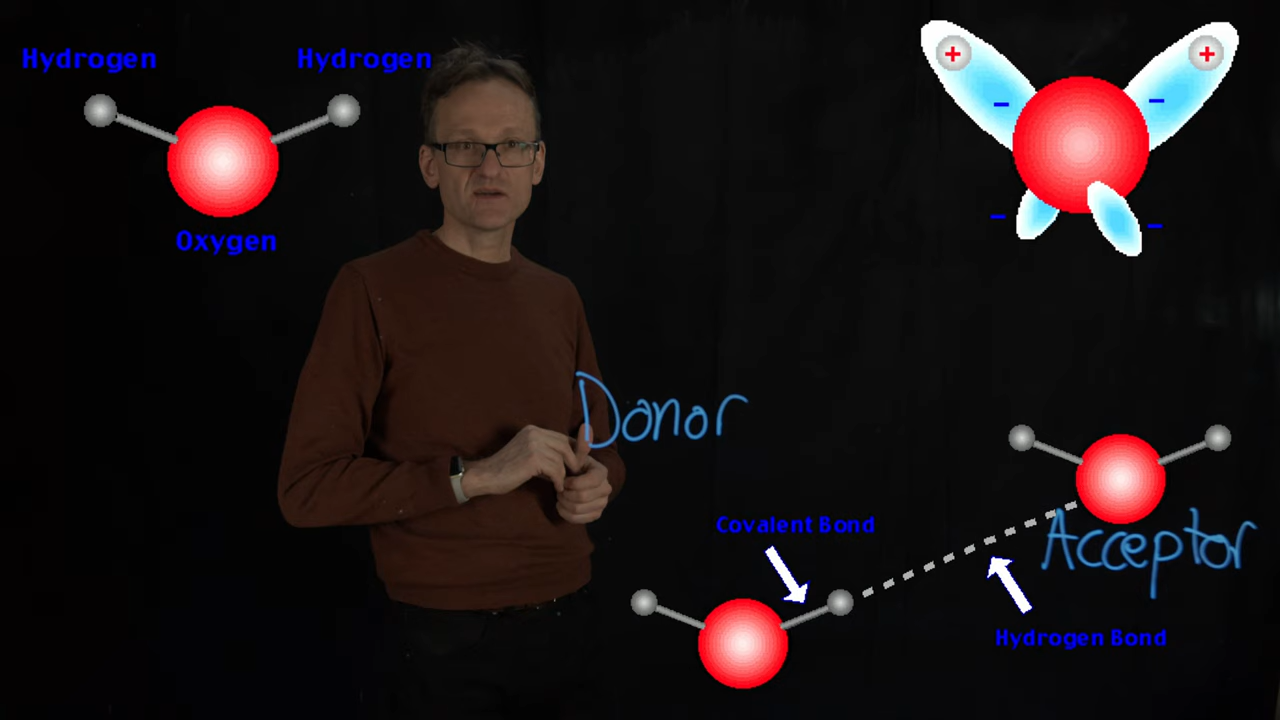 Hydrogen Hydrogen
Oxygen
+ +
- -
- -
Donor
Covalent Bond
Acceptor
Hydrogen Bond